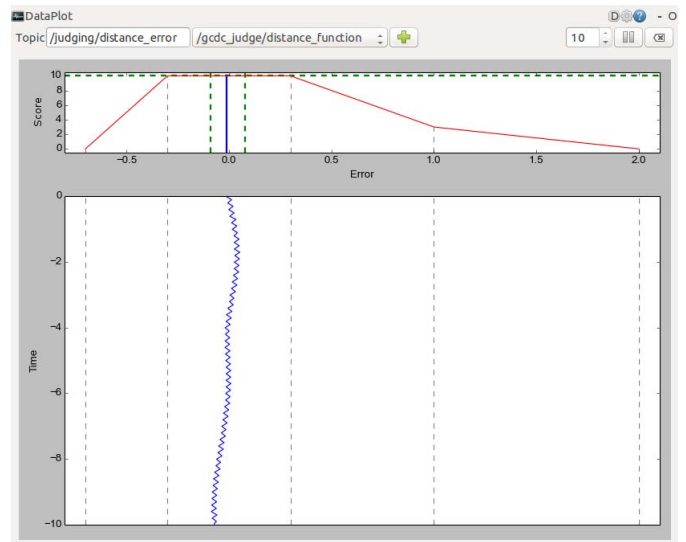 DataPlot D - O
Topic /judging/distance_error /gcdc_judge/distance_function 10
10
8
6
4
2
0
Score
−0.5 0.0 0.5 1.0 1.5 2.0
Error
0
−2
−4
−6
−8
−10
Time